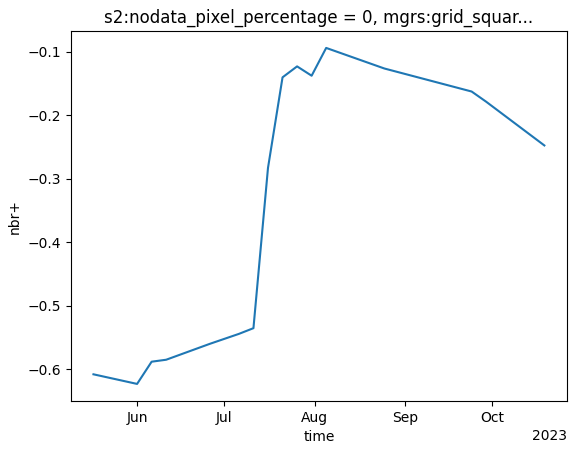 s2:nodata_pixel_percentage = 0, mgrs:grid_squar...
−0.1
−0.2
−0.3
−0.4
−0.5
−0.6
nbr+
Jun Jul Aug Sep Oct
time
2023